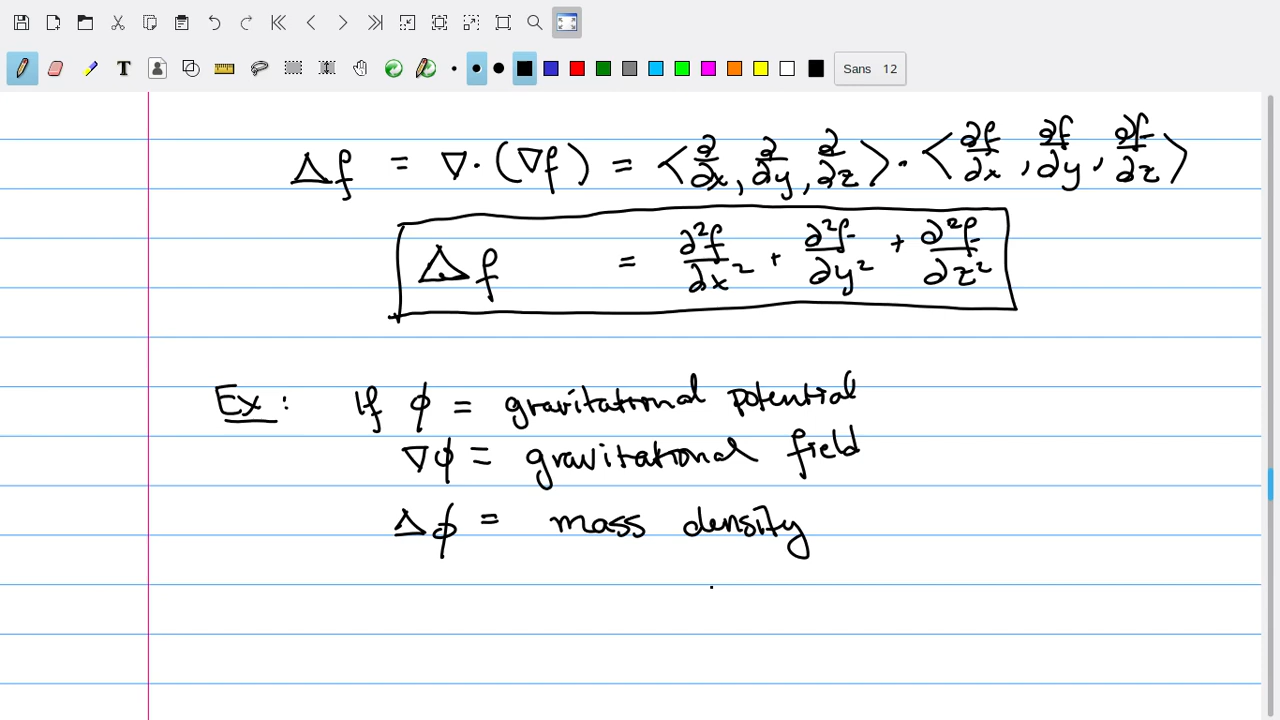 Sans 12
Δf = ∇·(∇f) = ⟨∂/∂x, ∂/∂y, ∂/∂z⟩·⟨∂f/∂x, ∂f/∂y, ∂f/∂z⟩
Δf = ∂²f/∂x² + ∂²f/∂y² + ∂²f/∂z²
Ex: If ϕ = gravitational potential
∇ϕ = gravitational field
Δϕ = mass density